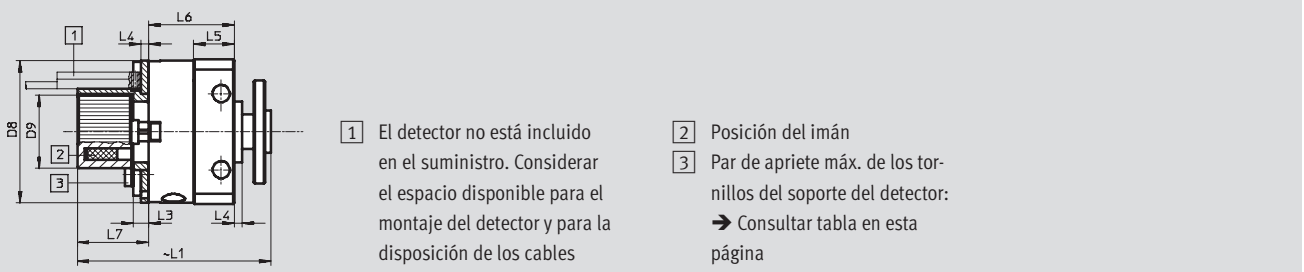 L6
L4
L5
1
D8
D9
2
3
L3
L4
L7
~L1
1 El detector no está incluido
en el suministro. Considerar
el espacio disponible para el
montaje del detector y para la
disposición de los cables
2 Posición del imán
3 Par de apriete máx. de los tor-
nillos del soporte del detector:
➔ Consultar tabla en esta
página